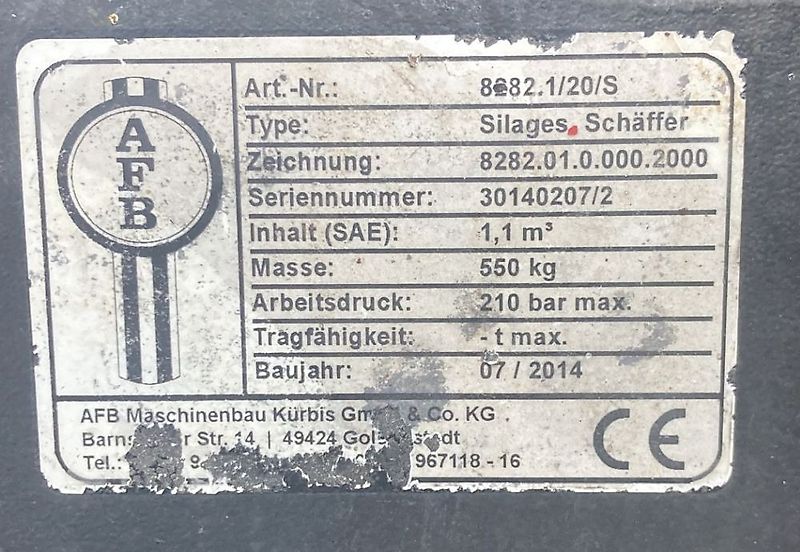 AFB
Art.-Nr.: 8282.1/20/S
Type: Silages. Schäffer
Zeichnung: 8282.01.0.000.2000
Seriennummer: 30140207/2
Inhalt (SAE): 1,1 m³
Masse: 550 kg
Arbeitsdruck: 210 bar max.
Tragfähigkeit: - t max.
Baujahr: 07 / 2014
AFB Maschinenbau Kürbis GmbH & Co. KG
Str. 14 | 49424 Goldenstedt
Tel.: 967118 - 16
CE